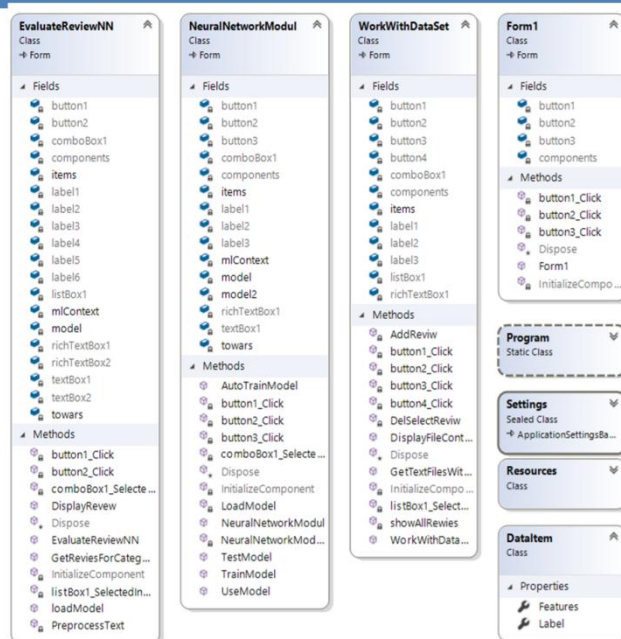 EvaluateReviewNN
Class
Form
Fields
button1
button2
comboBox1
components
items
label1
label2
label3
label4
label5
label6
listBox1
mlContext
model
richTextBox1
richTextBox2
textBox1
textBox2
towars
Methods
button1_Click
button2_Click
comboBox1_Selecte...
DisplayRevew
Dispose
EvaluateReviewNN
GetReviesForCateg...
InitializeComponent
listBox1_SelectedIn...
loadModel
PreprocessText
NeuralNetworkModul
Class
Form
Fields
button1
button2
button3
comboBox1
components
items
label1
label2
label3
mlContext
model
model2
richTextBox1
textBox1
towars
Methods
AutoTrainModel
button1_Click
button2_Click
button3_Click
comboBox1_Selecte...
Dispose
InitializeComponent
LoadModel
NeuralNetworkModul
NeuralNetworkMod...
TestModel
TrainModel
UseModel
WorkWithDataSet
Class
Form
Fields
button1
button2
button3
button4
comboBox1
components
items
label1
label2
label3
listBox1
richTextBox1
Methods
AddReviw
button1_Click
button2_Click
button3_Click
button4_Click
DelSelectReviw
DisplayFileCont...
Dispose
GetTextFilesWit...
InitializeCompo...
listBox1_Select...
showAllRewies
WorkWithData...
Form1
Class
Form
Fields
button1
button2
button3
components
Methods
button1_Click
button2_Click
button3_Click
Dispose
Form1
InitializeCompo...
Program
Static Class
Settings
Sealed Class
ApplicationSettingsBa...
Resources
Class
DataItem
Class
Properties
Features
Label